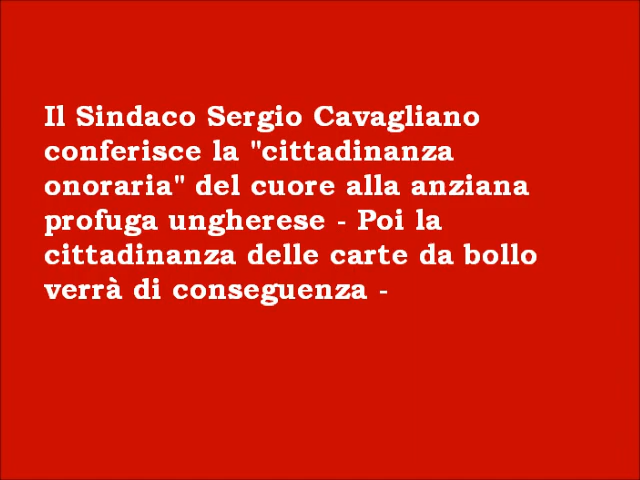 Il Sindaco Sergio Cavagliano
conferisce la "cittadinanza
onoraria" del cuore alla anziana
profuga ungherese - Poi la
cittadinanza delle carte da bollo
verrà di conseguenza -